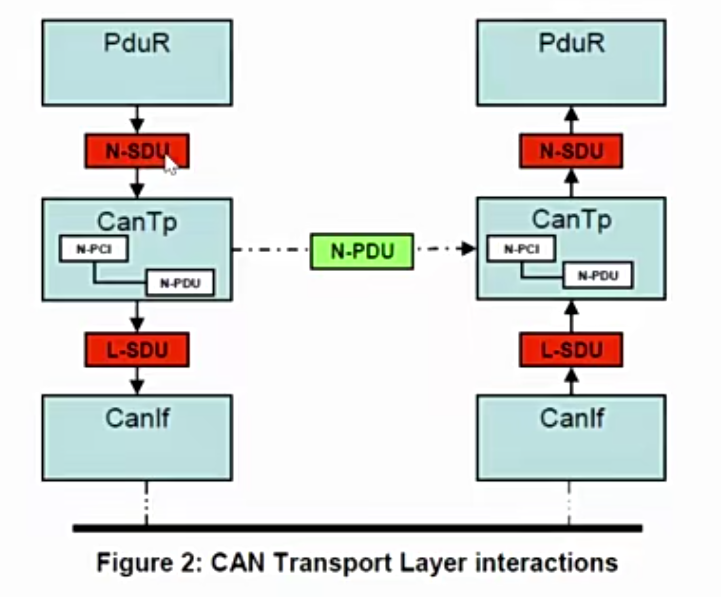 PduR
PduR
N-SDU
N-SDU
CanTp
CanTp
N-PCI
N-PDU
N-PDU
N-PCI
N-PDU
L-SDU
L-SDU
CanIf
CanIf
Figure 2: CAN Transport Layer interactions